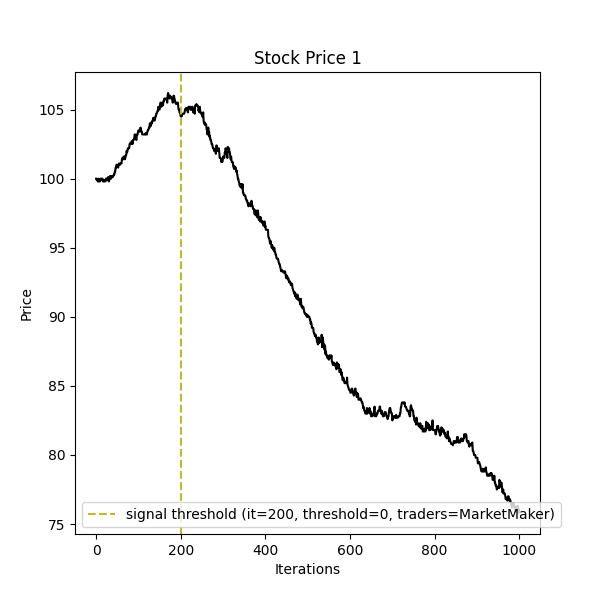 Stock Price 1
105
100
95
90
85
80
75
Price
signal threshold (it=200, threshold=0, traders=MarketMaker)
0 200 400 600 800 1000
Iterations